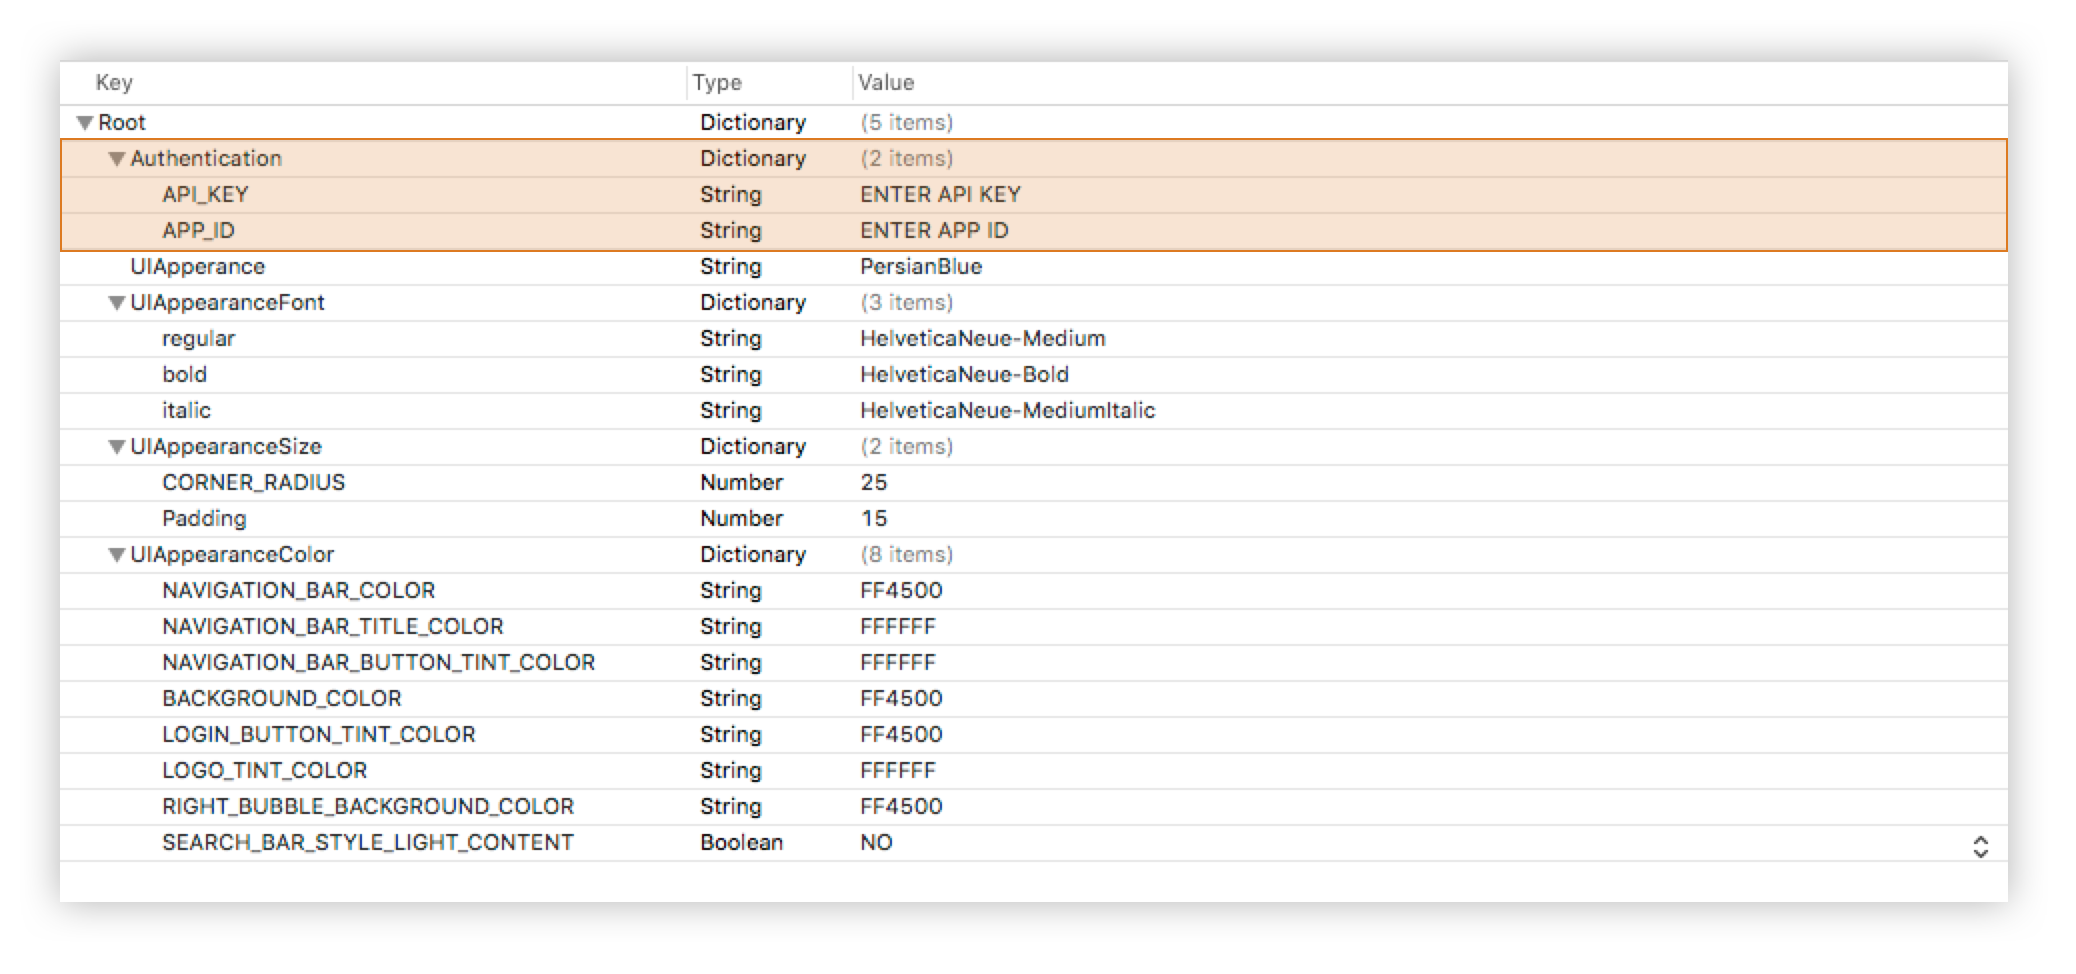 Key Type Value
Root Dictionary (5 items)
Authentication Dictionary (2 items)
API_KEY String ENTER API KEY
APP_ID String ENTER APP ID
UIApperance String PersianBlue
UIAppearanceFont Dictionary (3 items)
regular String HelveticaNeue-Medium
bold String HelveticaNeue-Bold
italic String HelveticaNeue-MediumItalic
UIAppearanceSize Dictionary (2 items)
CORNER_RADIUS Number 25
Padding Number 15
UIAppearanceColor Dictionary (8 items)
NAVIGATION_BAR_COLOR String FF4500
NAVIGATION_BAR_TITLE_COLOR String FFFFFF
NAVIGATION_BAR_BUTTON_TINT_COLOR String FFFFFF
BACKGROUND_COLOR String FF4500
LOGIN_BUTTON_TINT_COLOR String FF4500
LOGO_TINT_COLOR String FFFFFF
RIGHT_BUBBLE_BACKGROUND_COLOR String FF4500
SEARCH_BAR_STYLE_LIGHT_CONTENT Boolean NO